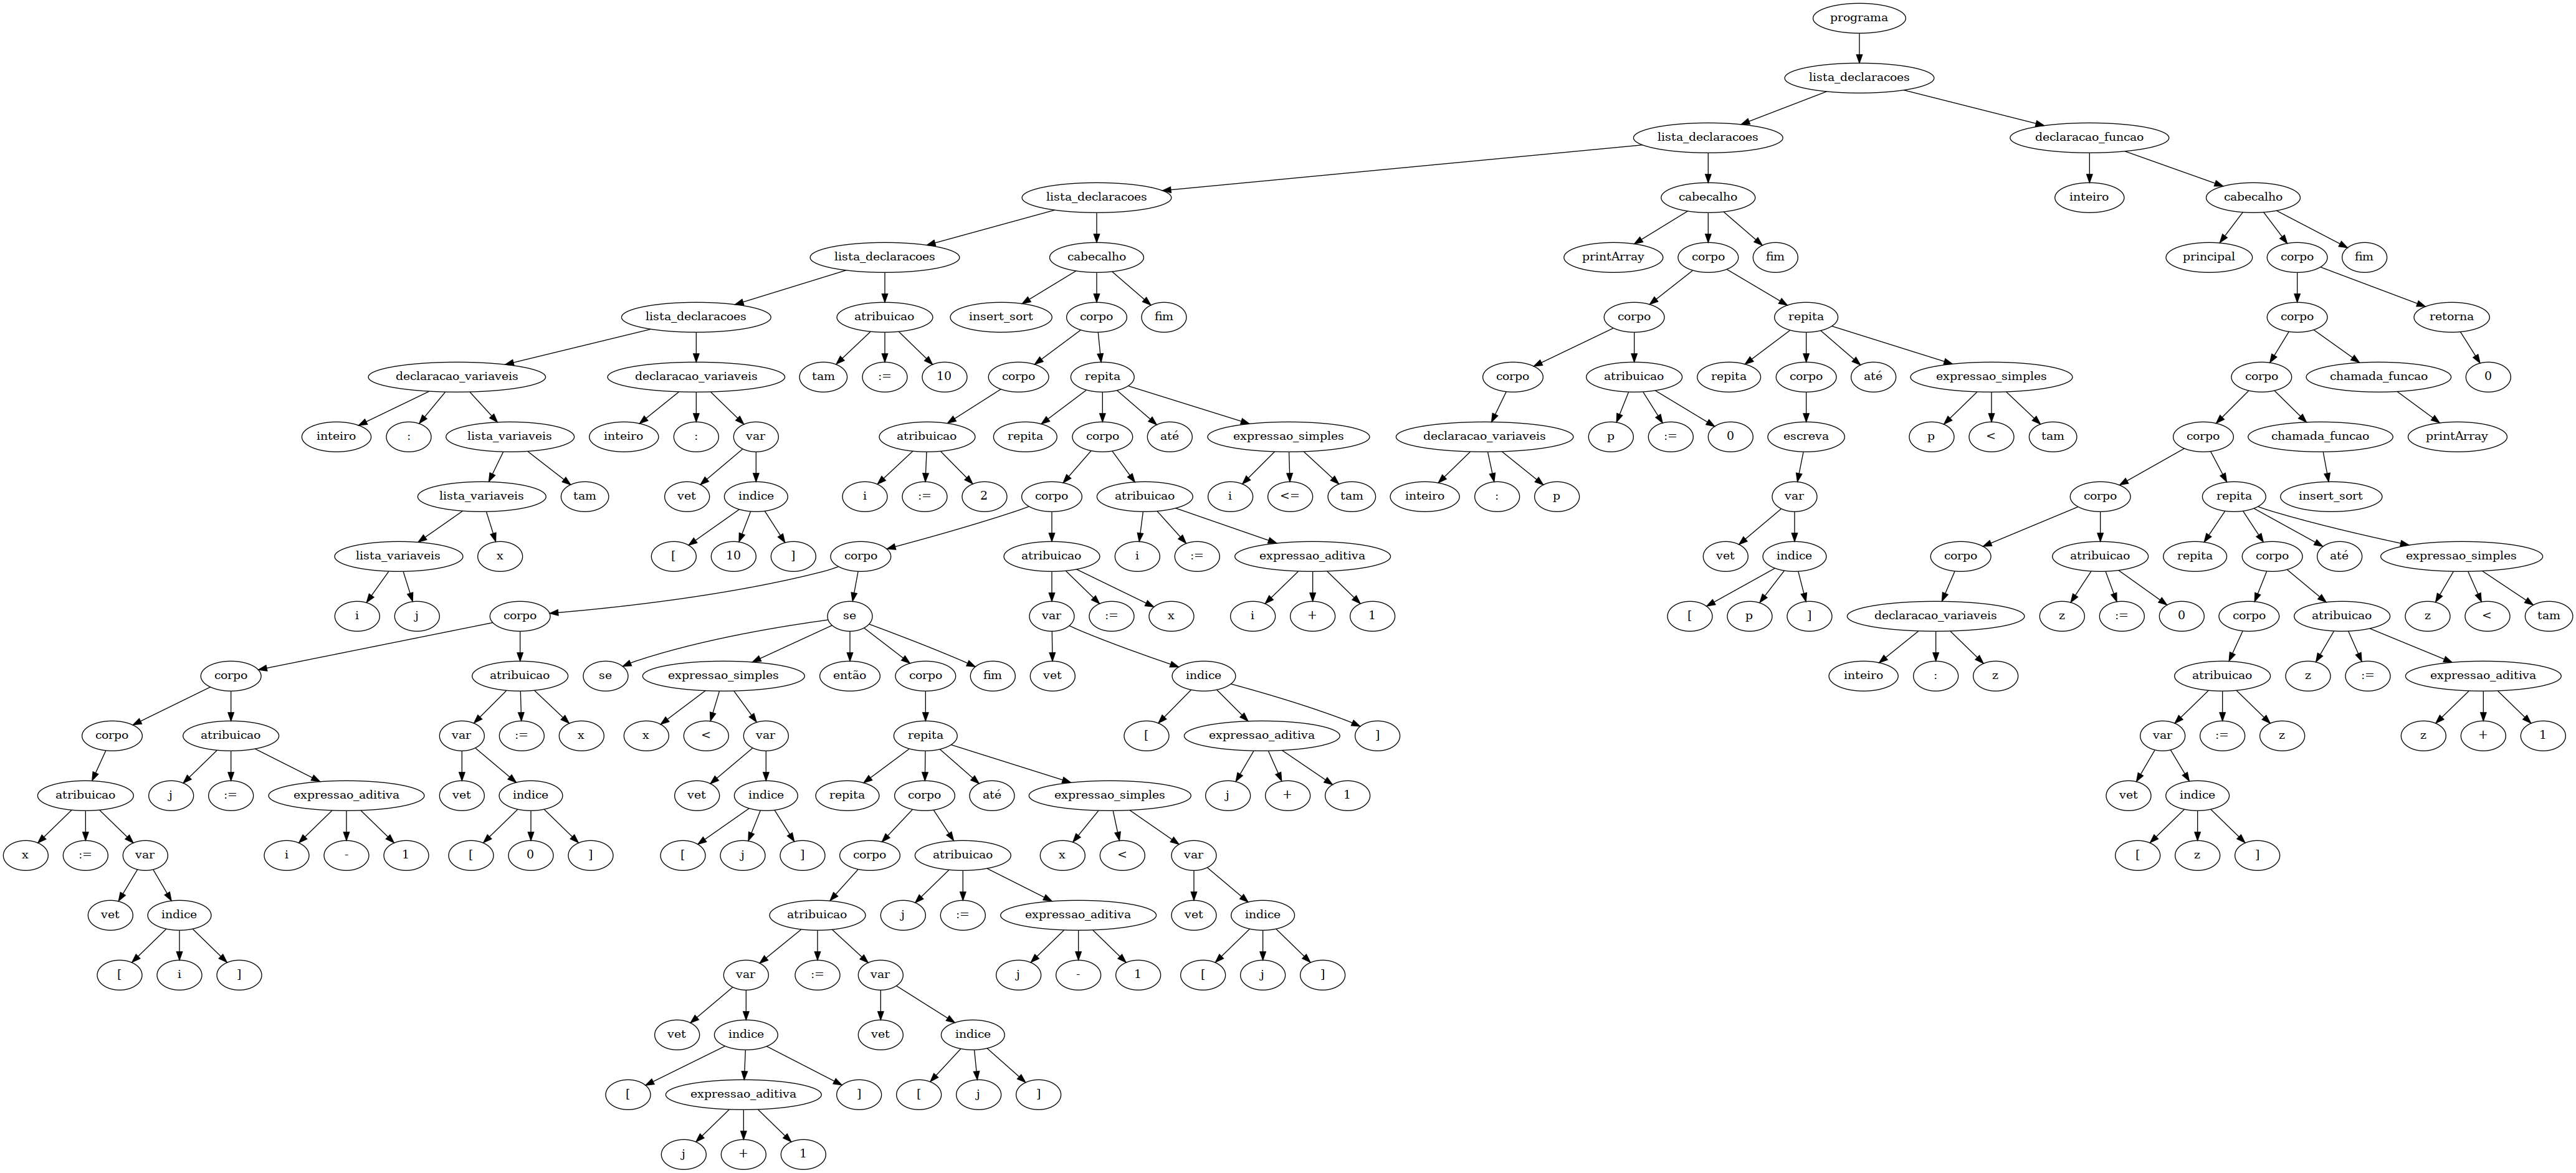 programa
lista_declaracoes
lista_declaracoes declaracao_funcao
lista_declaracoes cabecalho inteiro cabecalho
lista_declaracoes cabecalho printArray corpo fim principal corpo fim
lista_declaracoes atribuicao insert_sort corpo fim corpo repita corpo retorna
declaracao_variaveis declaracao_variaveis tam := 10 corpo repita corpo atribuicao repita corpo até expressao_simples corpo chamada_funcao 0
inteiro : lista_variaveis inteiro : var atribuicao repita corpo até expressao_simples declaracao_variaveis p := 0 escreva p < tam corpo chamada_funcao printArray
lista_variaveis tam vet indice i := 2 corpo atribuicao i <= tam inteiro : p var corpo repita insert_sort
lista_variaveis x [ 10 ] corpo atribuicao i := expressao_aditiva vet indice corpo atribuicao repita corpo até expressao_simples
i j corpo se var := x i + 1 [ p ] declaracao_variaveis z := 0 corpo atribuicao z < tam
corpo atribuicao se expressao_simples então corpo fim vet indice inteiro : z atribuicao z := expressao_aditiva
corpo atribuicao var := x x < var repita [ expressao_aditiva ] var := z z + 1
atribuicao j := expressao_aditiva vet indice vet indice repita corpo até expressao_simples j + 1 vet indice
x := var i - 1 [ 0 ] [ j ] corpo atribuicao x < var [ z ]
vet indice atribuicao j := expressao_aditiva vet indice
[ i ] var := var j - 1 [ j ]
vet indice vet indice
[ expressao_aditiva ] [ j ]
j + 1